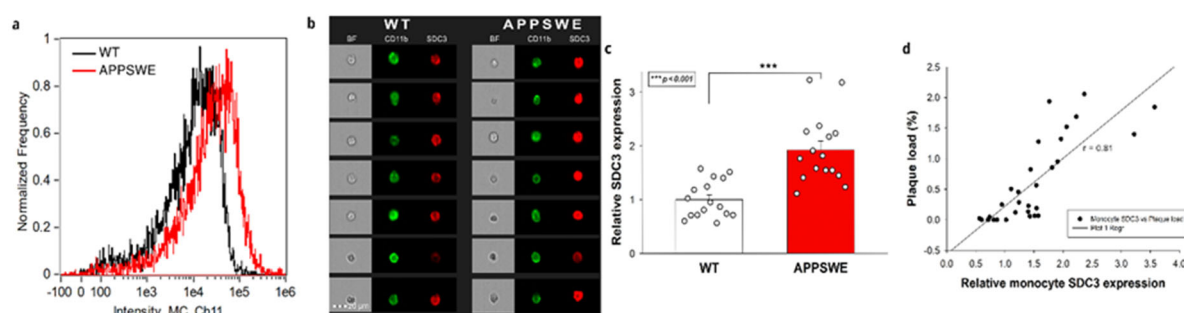 a
WT
APPSWE
Normalized Frequency
1
0.8
0.6
0.4
0.2
0
-100 0 100 1e3 1e4 1e5 1e6
Intensity_MC_Ch11
b
WT APPSWE
BF CD11b SDC3 BF CD11b SDC3
20 µm
c
Relative SDC3 expression
*** p < 0.001
***
3
2
1
0
WT APPSWE
d
Plaque load (%)
2.5
2.0
1.5
1.0
0.5
0.0
-0.5
r = 0.81
Monocyte SDC3 vs Plaque load
0.0 0.5 1.0 1.5 2.0 2.5 3.0 3.5 4.0
Relative monocyte SDC3 expression